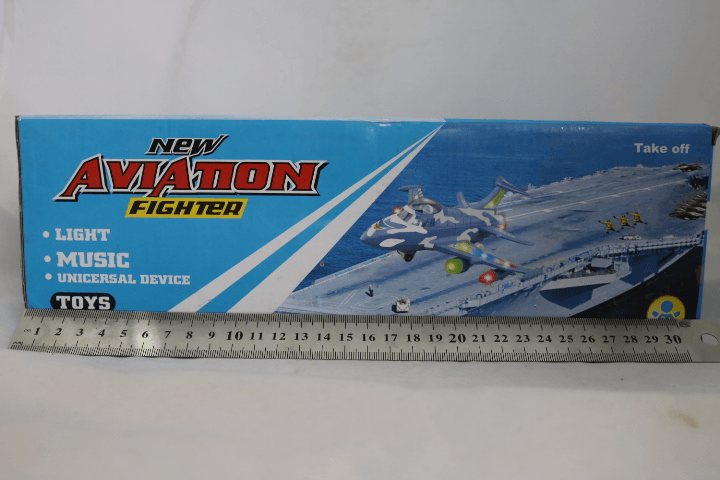 NEW
AVIATION
FIGHTER
• LIGHT
• MUSIC
• UNICERSAL DEVICE
TOYS
Take off
1 2 3 4 5 6 7 8 9 10 11 12 13 14 15 16 17 18 19 20 21 22 23 24 25 26 27 28 29 30